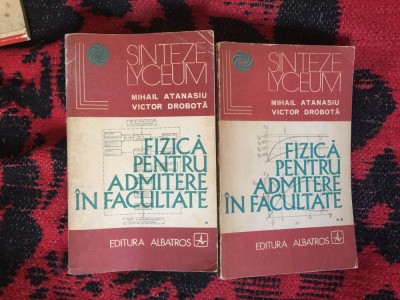 SINTEZE
LYCEUM
MIHAIL ATANASIU
VICTOR DROBOTĂ
FIZICĂ
PENTRU
ADMITERE
ÎN FACULTATE
*
EDITURA ALBATROS
SINTEZE
LYCEUM
MIHAIL ATANASIU
VICTOR DROBOTĂ
FIZICĂ
PENTRU
ADMITERE
ÎN FACULTATE
**
EDITURA ALBATROS